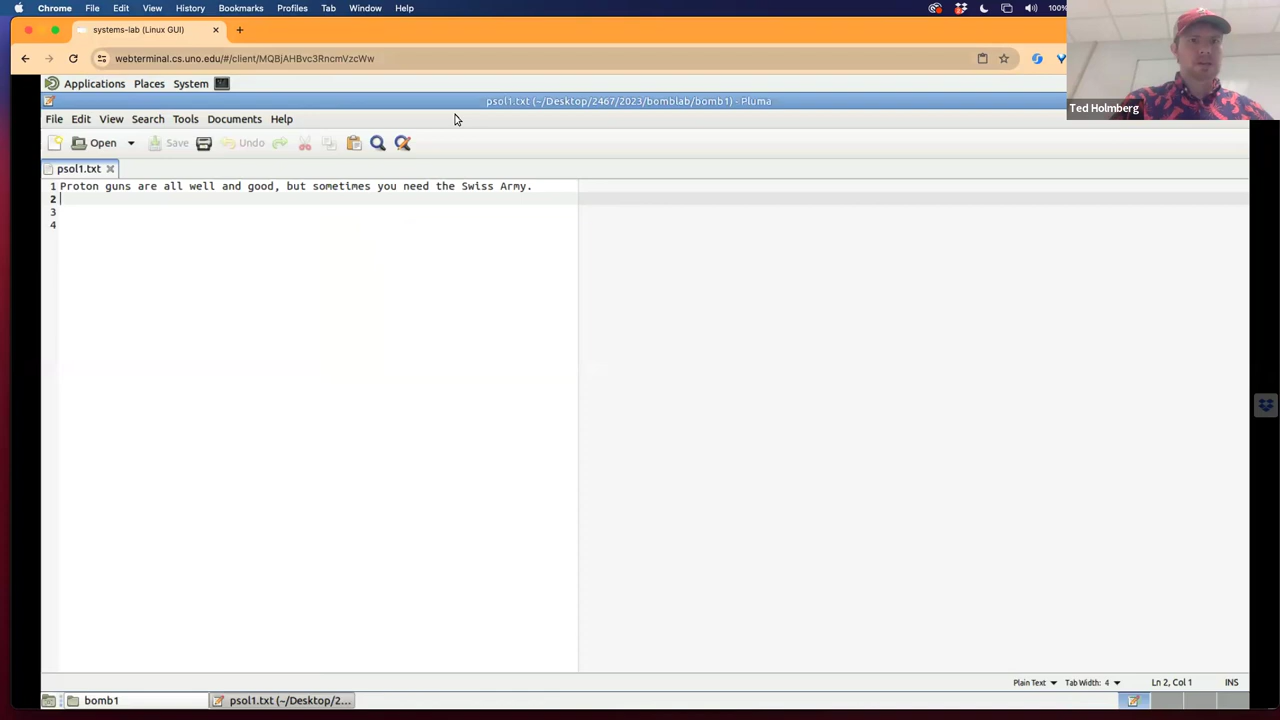 Chrome File Edit View History Bookmarks Profiles Tab Window Help 100%
systems-lab (Linux GUI)
webterminal.cs.uno.edu/#/client/MQBjAHBvc3RncmVzcWw
Ted Holmberg
Applications Places System
psol1.txt (~/Desktop/2467/2023/bomblab/bomb1) - Pluma
File Edit View Search Tools Documents Help
Open Save Undo
psol1.txt
1 Proton guns are all well and good, but sometimes you need the Swiss Army.
2
3
4
Plain Text Tab Width: 4 Ln 2, Col 1 INS
bomb1 psol1.txt (~/Desktop/2...